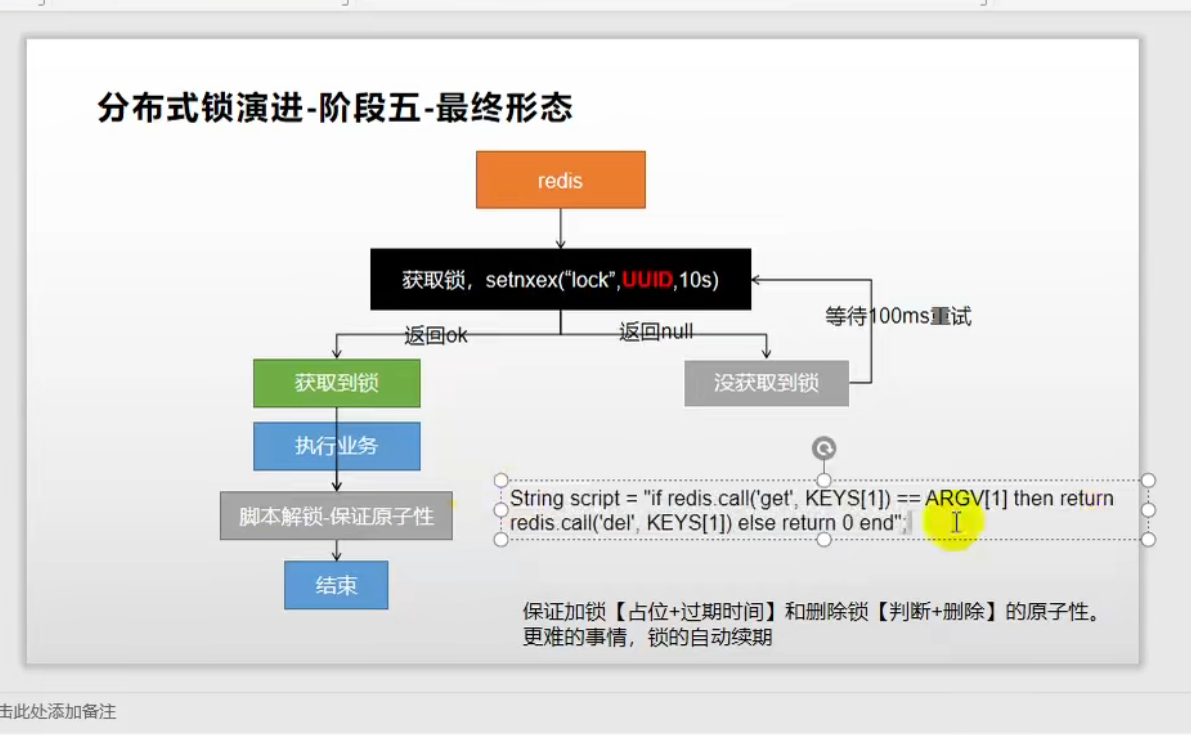 分布式锁演进-阶段五-最终形态
redis
获取锁，setnxex(“lock”,UUID,10s)
等待100ms重试
返回ok
返回null
获取到锁
没获取到锁
执行业务
脚本解锁-保证原子性
结束
String script = "if redis.call('get', KEYS[1]) == ARGV[1] then return
redis.call('del', KEYS[1]) else return 0 end";
保证加锁【占位+过期时间】和删除锁【判断+删除】的原子性。
更难的事情，锁的自动续期
击此处添加备注